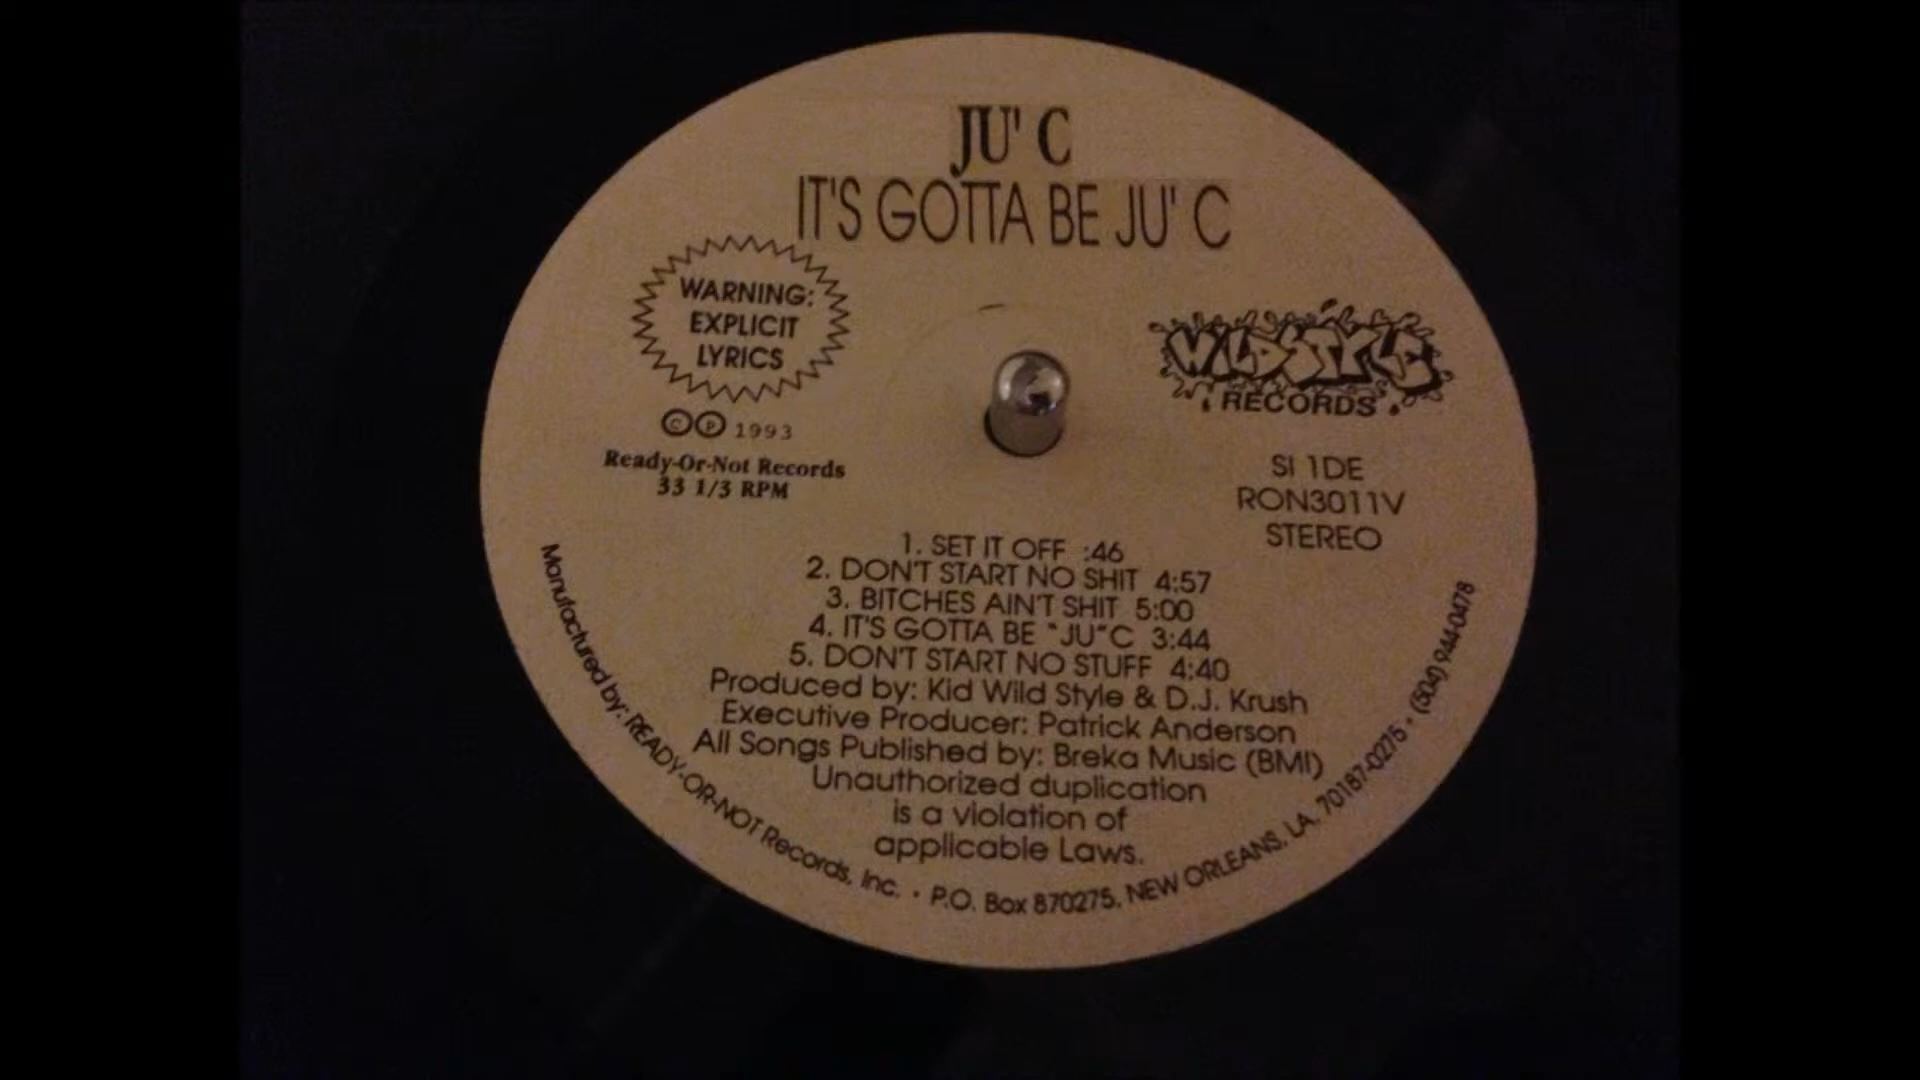 JU' C
IT'S GOTTA BE JU' C
WARNING:
EXPLICIT
LYRICS
©℗ 1993
Ready-Or-Not Records
33 1/3 RPM
WILDSTYLE
RECORDS
SI 1DE
RON3011V
STEREO
1. SET IT OFF :46
2. DON'T START NO SHIT 4:57
3. BITCHES AIN'T SHIT 5:00
4. IT'S GOTTA BE "JU"C 3:44
5. DON'T START NO STUFF 4:40
Produced by: Kid Wild Style & D.J. Krush
Executive Producer: Patrick Anderson
All Songs Published by: Breka Music (BMI)
Unauthorized duplication
is a violation of
applicable Laws.
Manufactured by: READY-OR-NOT Records, Inc. • P.O. Box 870275, NEW ORLEANS, LA, 70187-0275 • (504) 944-0478